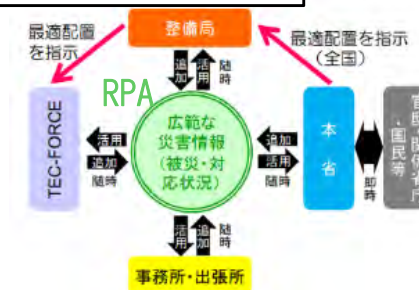 整備局
最適配置
を指示
最適配置を指示
(全国)
追加
活用
随時
RPA
広範な
災害情報
(被災・対
応状況)
TEC-FORCE
活用
追加
随時
追加
活用
随時
本省
即時
官邸・関係省庁
・国民等
活用
追加
随時
事務所・出張所